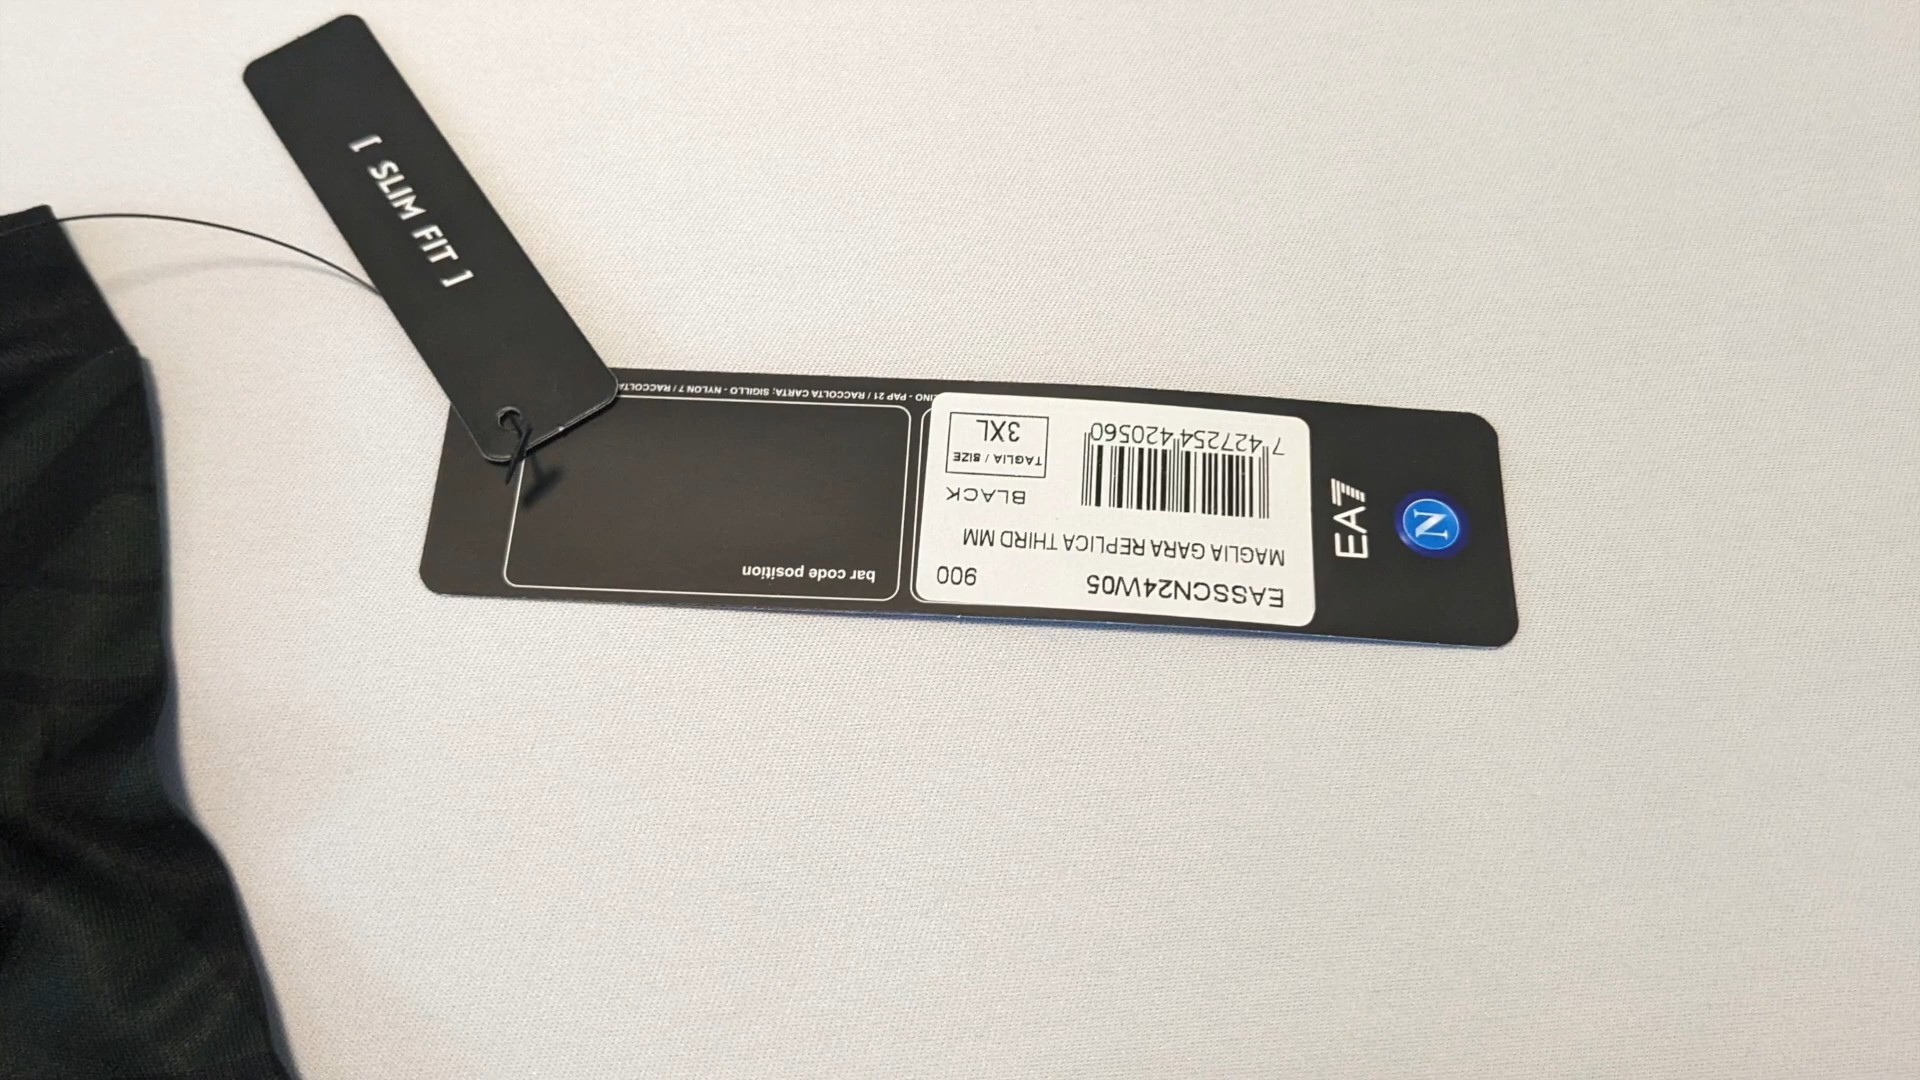 [ SLIM FIT ]
EA7
N
EASSCN24W05 900
MAGLIA GARA REPLICA THIRD MM
BLACK
TAGLIA / SIZE
3XL
7 427254 420560
bar code position
INO - PAP 21 / RACCOLTA CARTA; SIGILLO - NYLON 7 / RACCOLTA